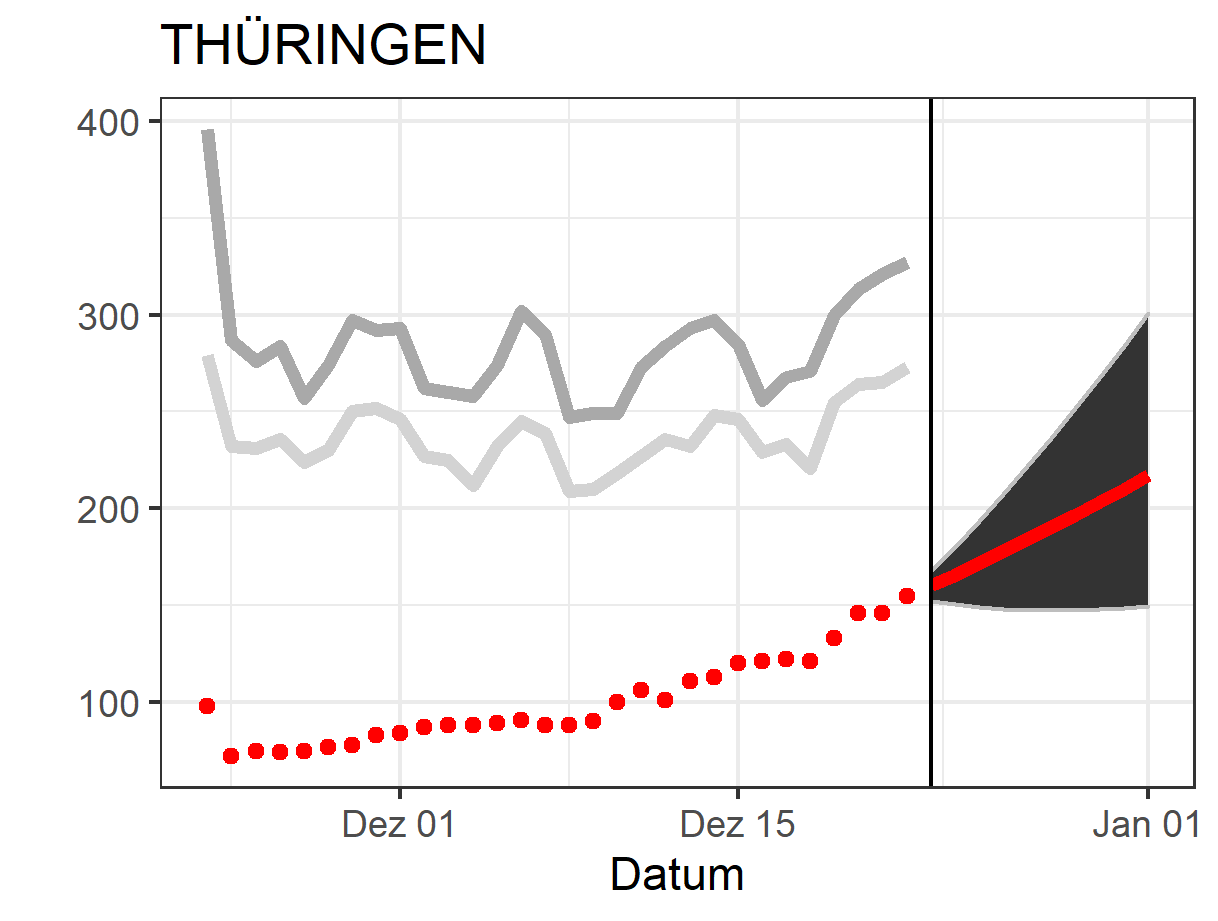 THÜRINGEN
400
300
200
100
Dez 01 Dez 15 Jan 01
Datum